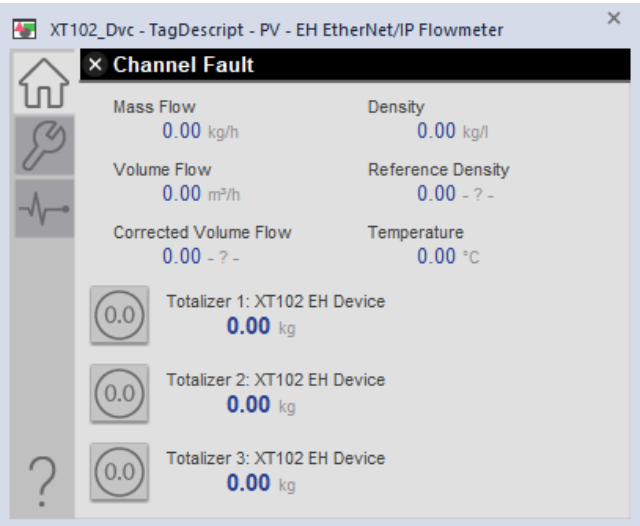 XT102_Dvc - TagDescript - PV - EH EtherNet/IP Flowmeter
Channel Fault
Mass Flow
0.00 kg/h
Density
0.00 kg/l
Volume Flow
0.00 m³/h
Reference Density
0.00 - ? -
Corrected Volume Flow
0.00 - ? -
Temperature
0.00 °C
0.0
Totalizer 1: XT102 EH Device
0.00 kg
0.0
Totalizer 2: XT102 EH Device
0.00 kg
0.0
Totalizer 3: XT102 EH Device
0.00 kg
?